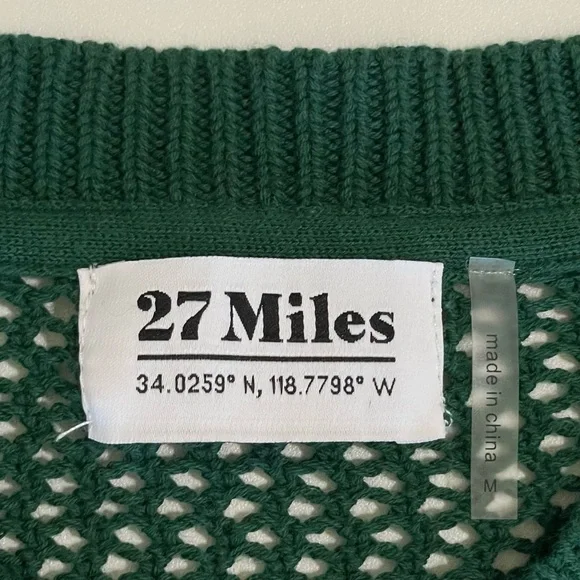 27 Miles
34.0259° N, 118.7798° W
made in china M